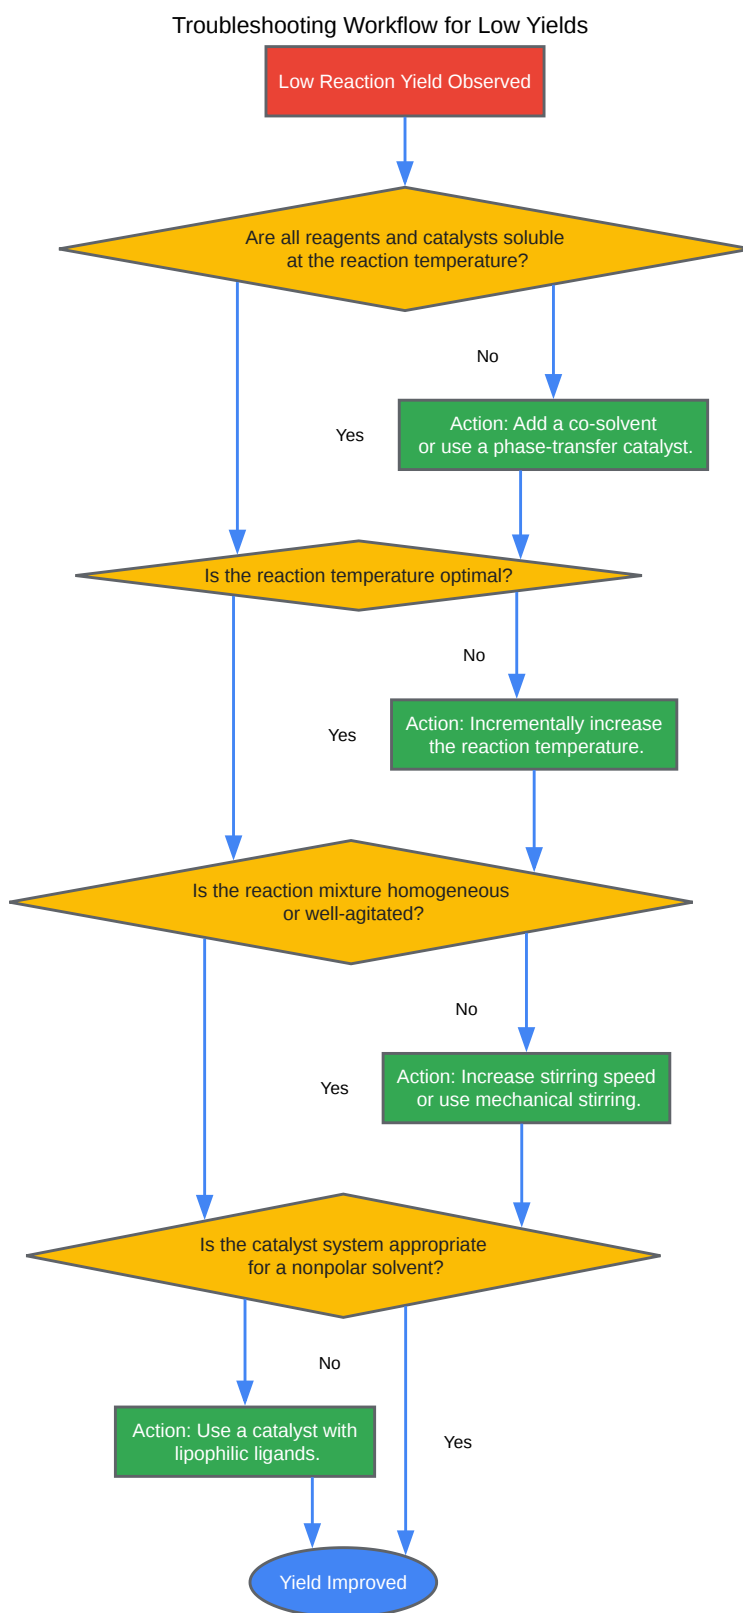 Troubleshooting Workflow for Low Yields
Low Reaction Yield Observed
Are all reagents and catalysts soluble
at the reaction temperature?
No
Yes
Action: Add a co-solvent
or use a phase-transfer catalyst.
Is the reaction temperature optimal?
No
Yes
Action: Incrementally increase
the reaction temperature.
Is the reaction mixture homogeneous
or well-agitated?
No
Yes
Action: Increase stirring speed
or use mechanical stirring.
Is the catalyst system appropriate
for a nonpolar solvent?
No
Action: Use a catalyst with
lipophilic ligands.
Yes
Yield Improved